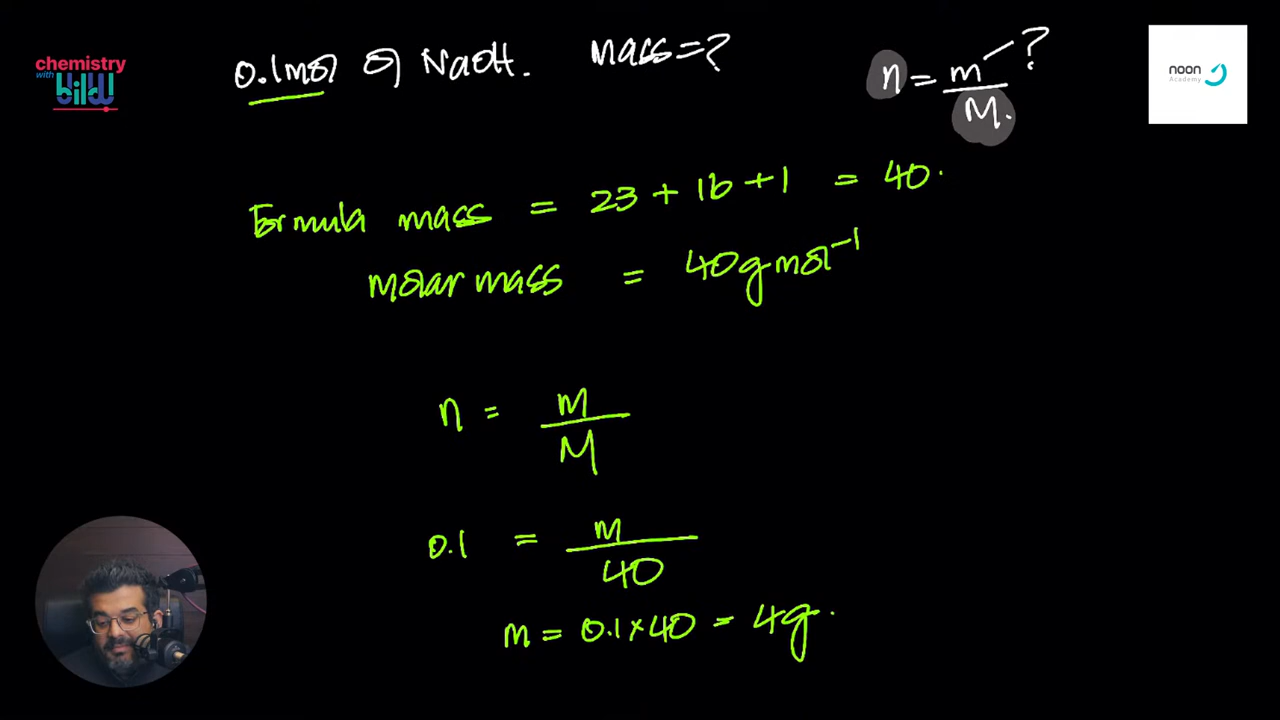 chemistry
with
bildu
0.1mol of NaOH. mass=?
n = m/M. ?
noon
Academy
Formula mass = 23 + 16 + 1 = 40.
molar mass = 40gmol⁻¹
n = m/M
0.1 = m/40
m = 0.1×40 = 4g.